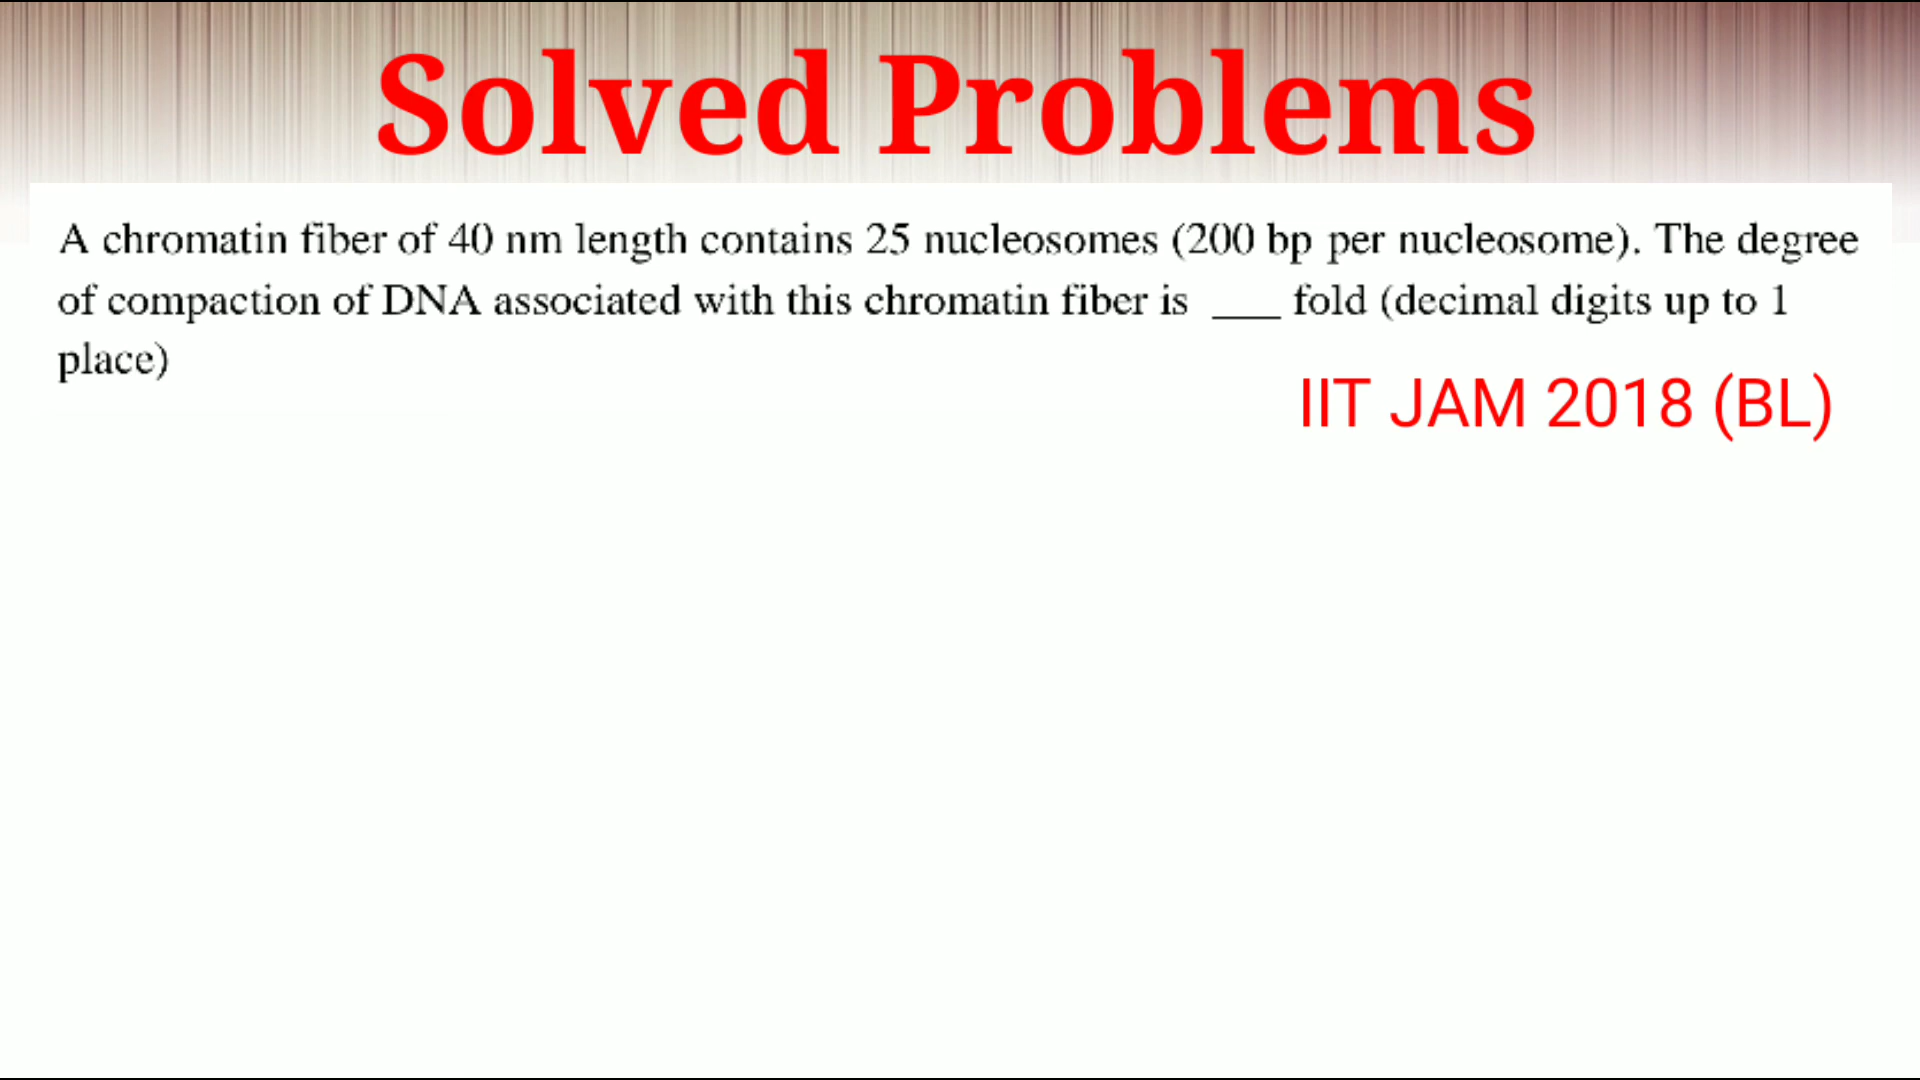 Solved Problems
A chromatin fiber of 40 nm length contains 25 nucleosomes (200 bp per nucleosome). The degree
of compaction of DNA associated with this chromatin fiber is ___ fold (decimal digits up to 1
place)
IIT JAM 2018 (BL)